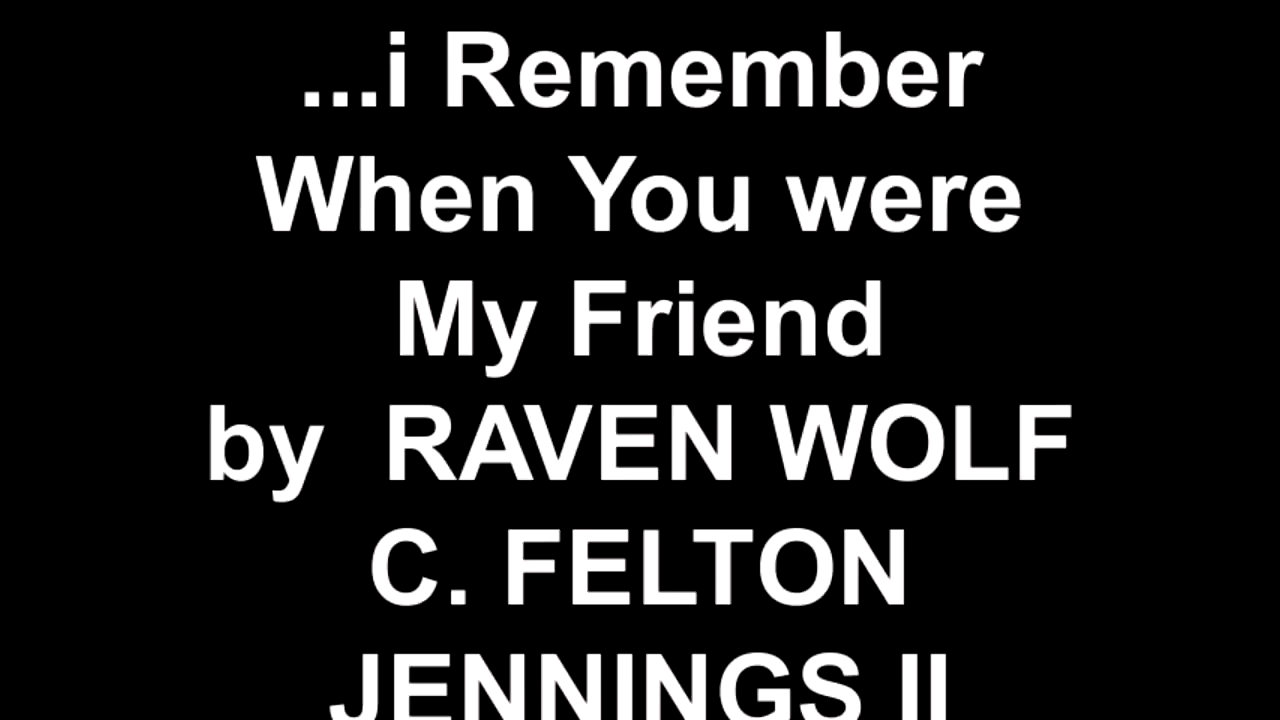 ...i Remember
When You were
My Friend
by  RAVEN WOLF
C. FELTON
JENNINGS II